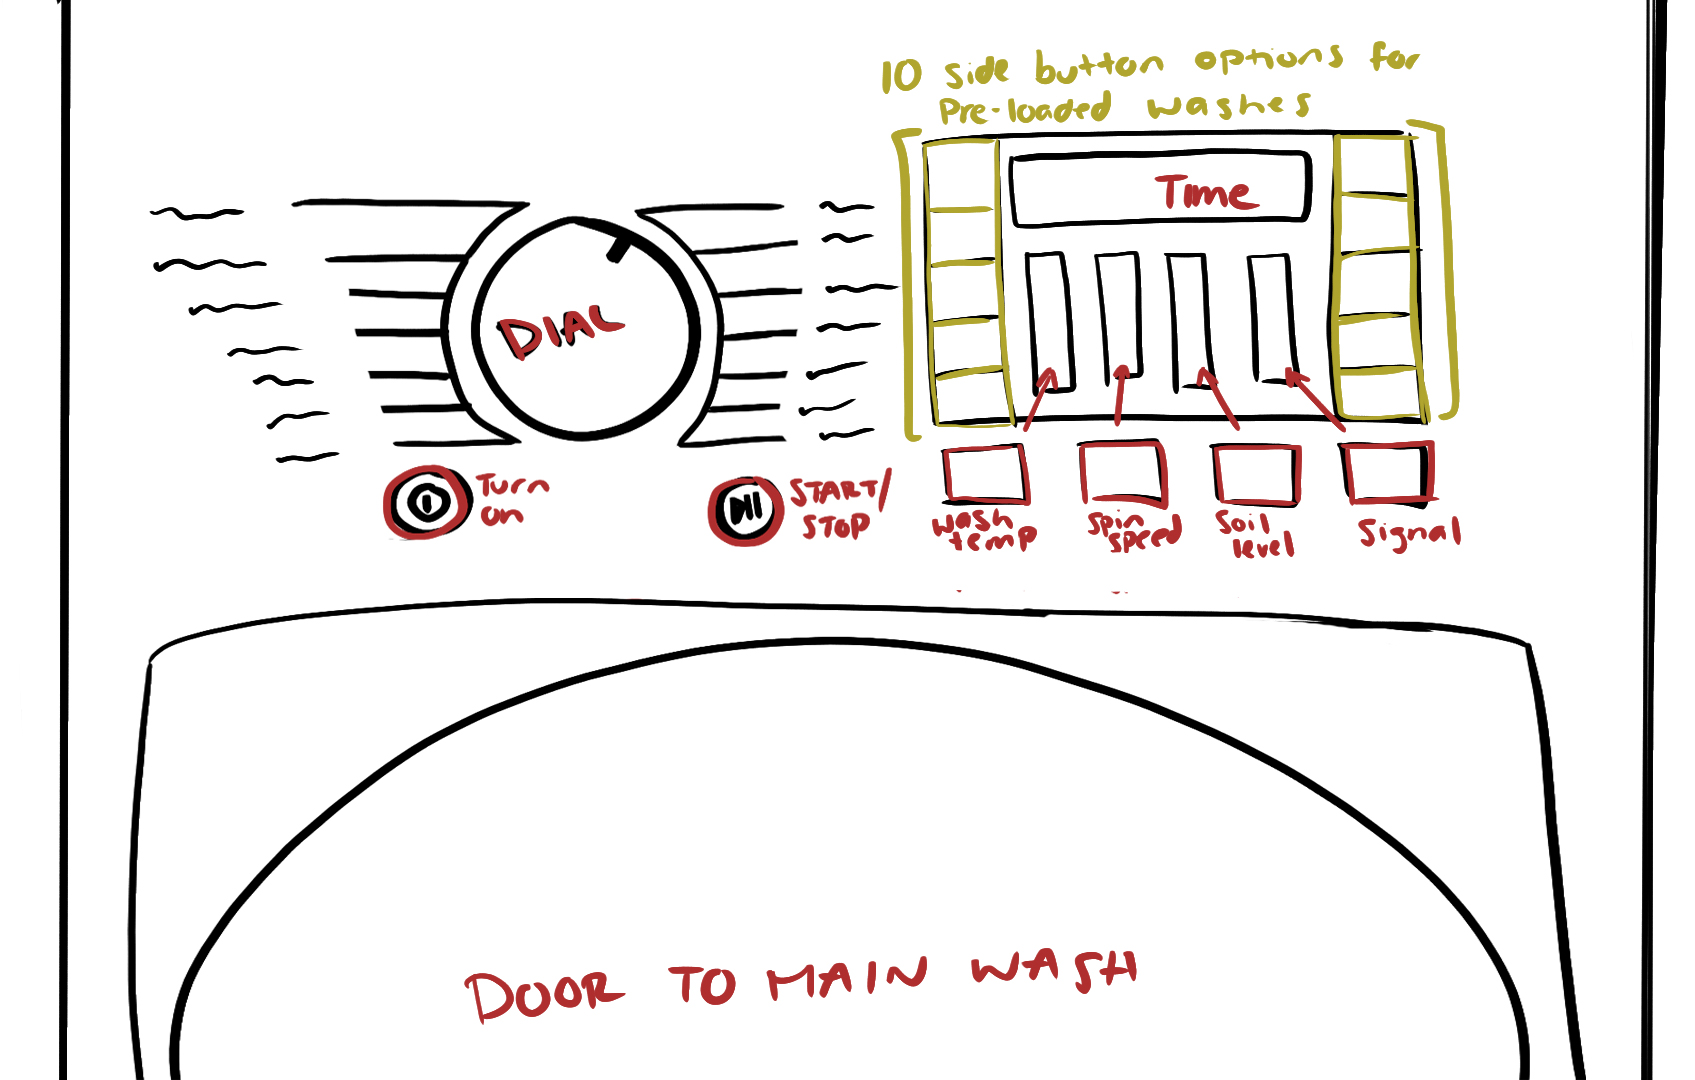 10 side button options for
Pre-loaded washes
Time
DIAL
Turn
on
START/
STOP
wash
temp
spin
speed
Soil
level
Signal
DOOR TO MAIN WASH